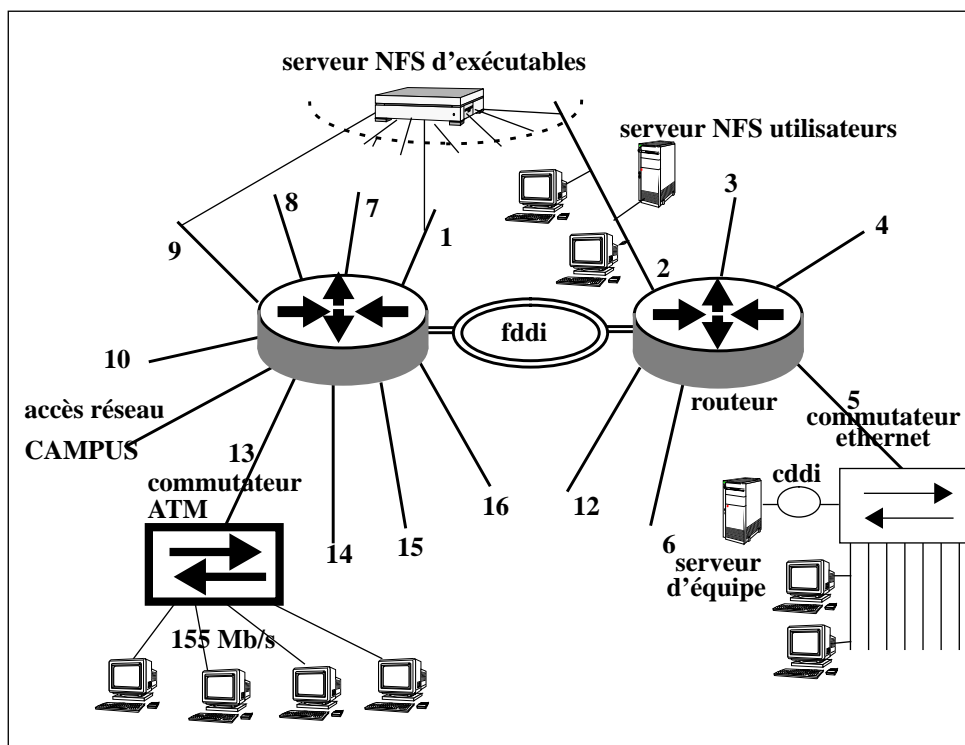 serveur NFS d'exécutables
serveur NFS utilisateurs
8
7
3
9
1
4
2
fddi
10
routeur
accès réseau
CAMPUS
5
commutateur
ethernet
13
commutateur
ATM
cddi
16
12
14
15
6
serveur
d'équipe
155 Mb/s